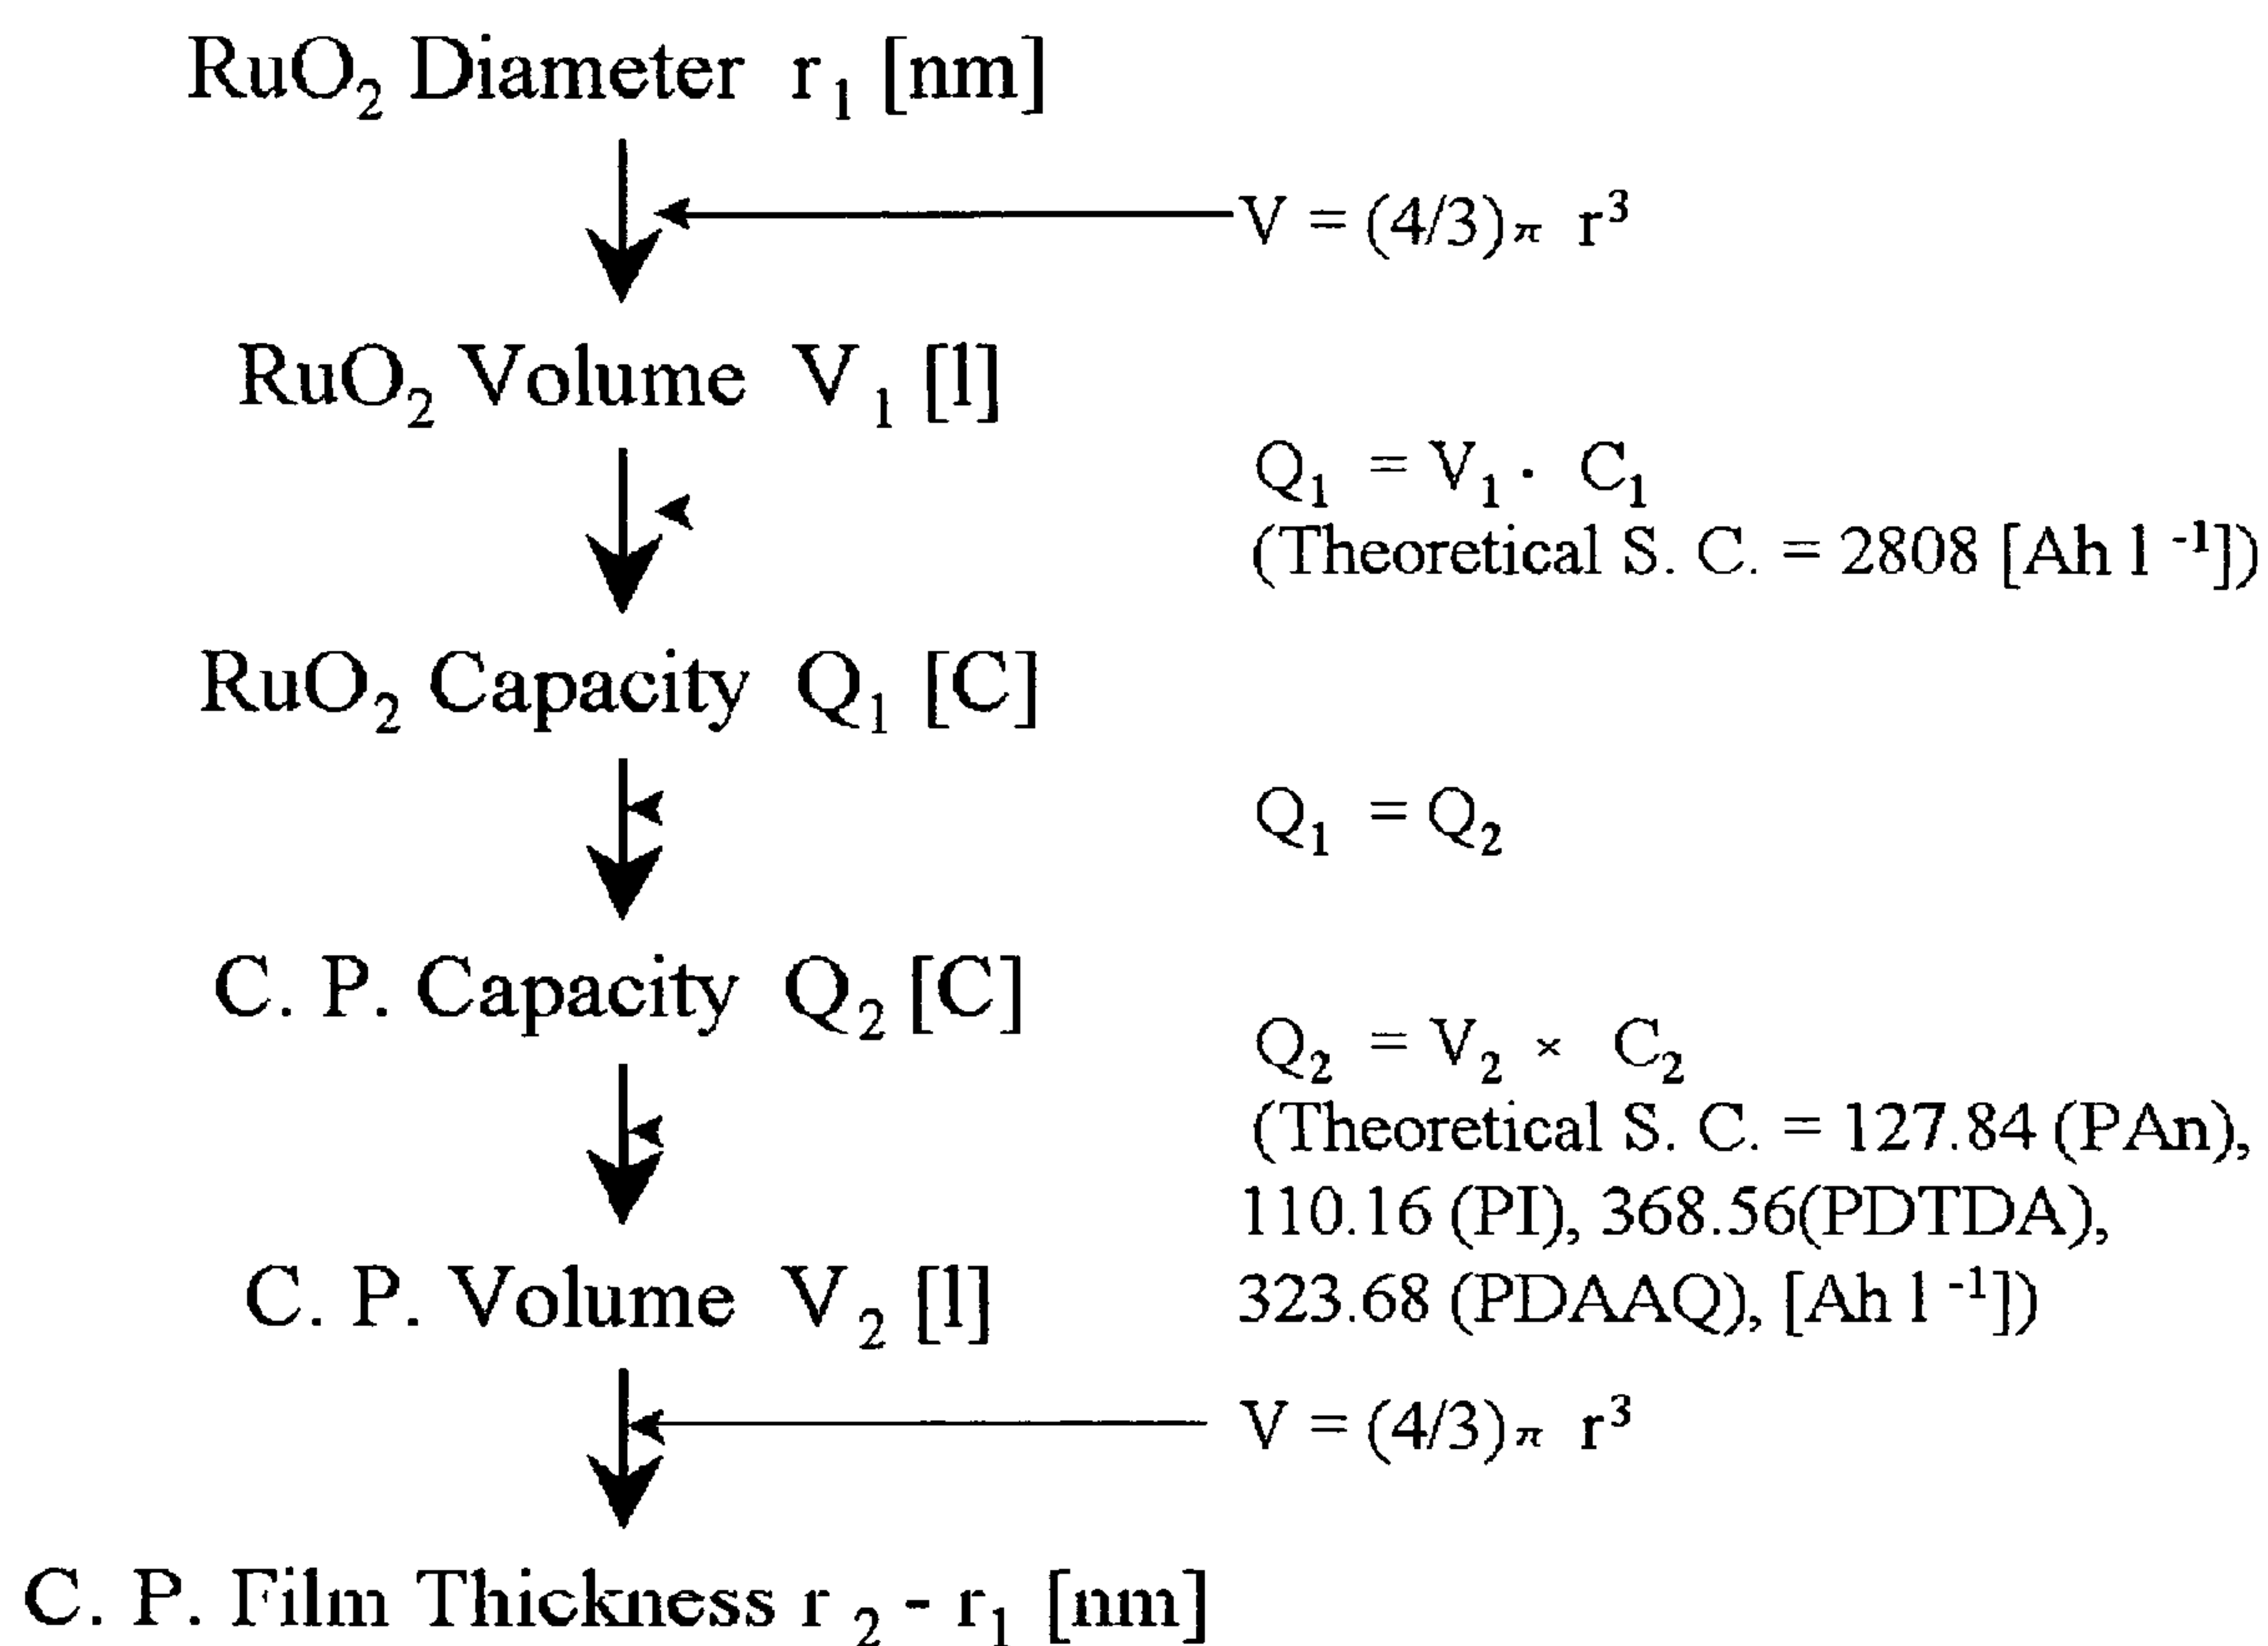 RuO₂ Diameter r₁ [nm]
V = (4/3)π r³
RuO₂ Volume V₁ [l]
Q₁ = V₁ · C₁
(Theoretical S. C. = 2808 [Ah l ⁻¹])
RuO₂ Capacity Q₁ [C]
Q₁ = Q₂
C. P. Capacity Q₂ [C]
Q₂ = V₂ × C₂
(Theoretical S. C. = 127.84 (PAn),
110.16 (PI), 368.56(PDTDA),
323.68 (PDAAQ), [Ah l ⁻¹])
C. P. Volume V₂ [l]
V = (4/3)π r³
C. P. Film Thickness r ₂ - r₁ [nm]